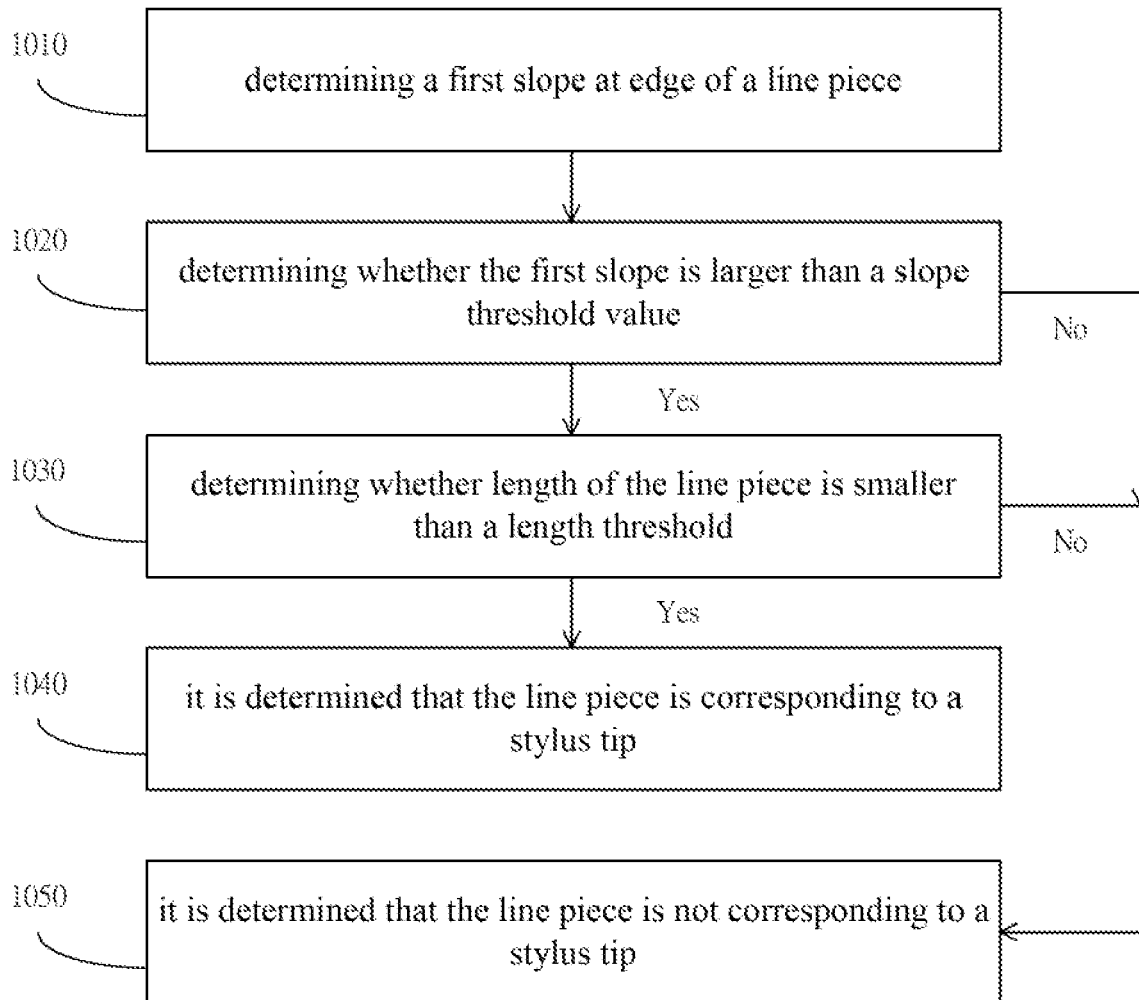 1010
determining a first slope at edge of a line piece
1020
determining whether the first slope is larger than a slope
threshold value
No
Yes
1030
determining whether length of the line piece is smaller
than a length threshold
No
Yes
1040
it is determined that the line piece is corresponding to a
stylus tip
1050
it is determined that the line piece is not corresponding to a
stylus tip